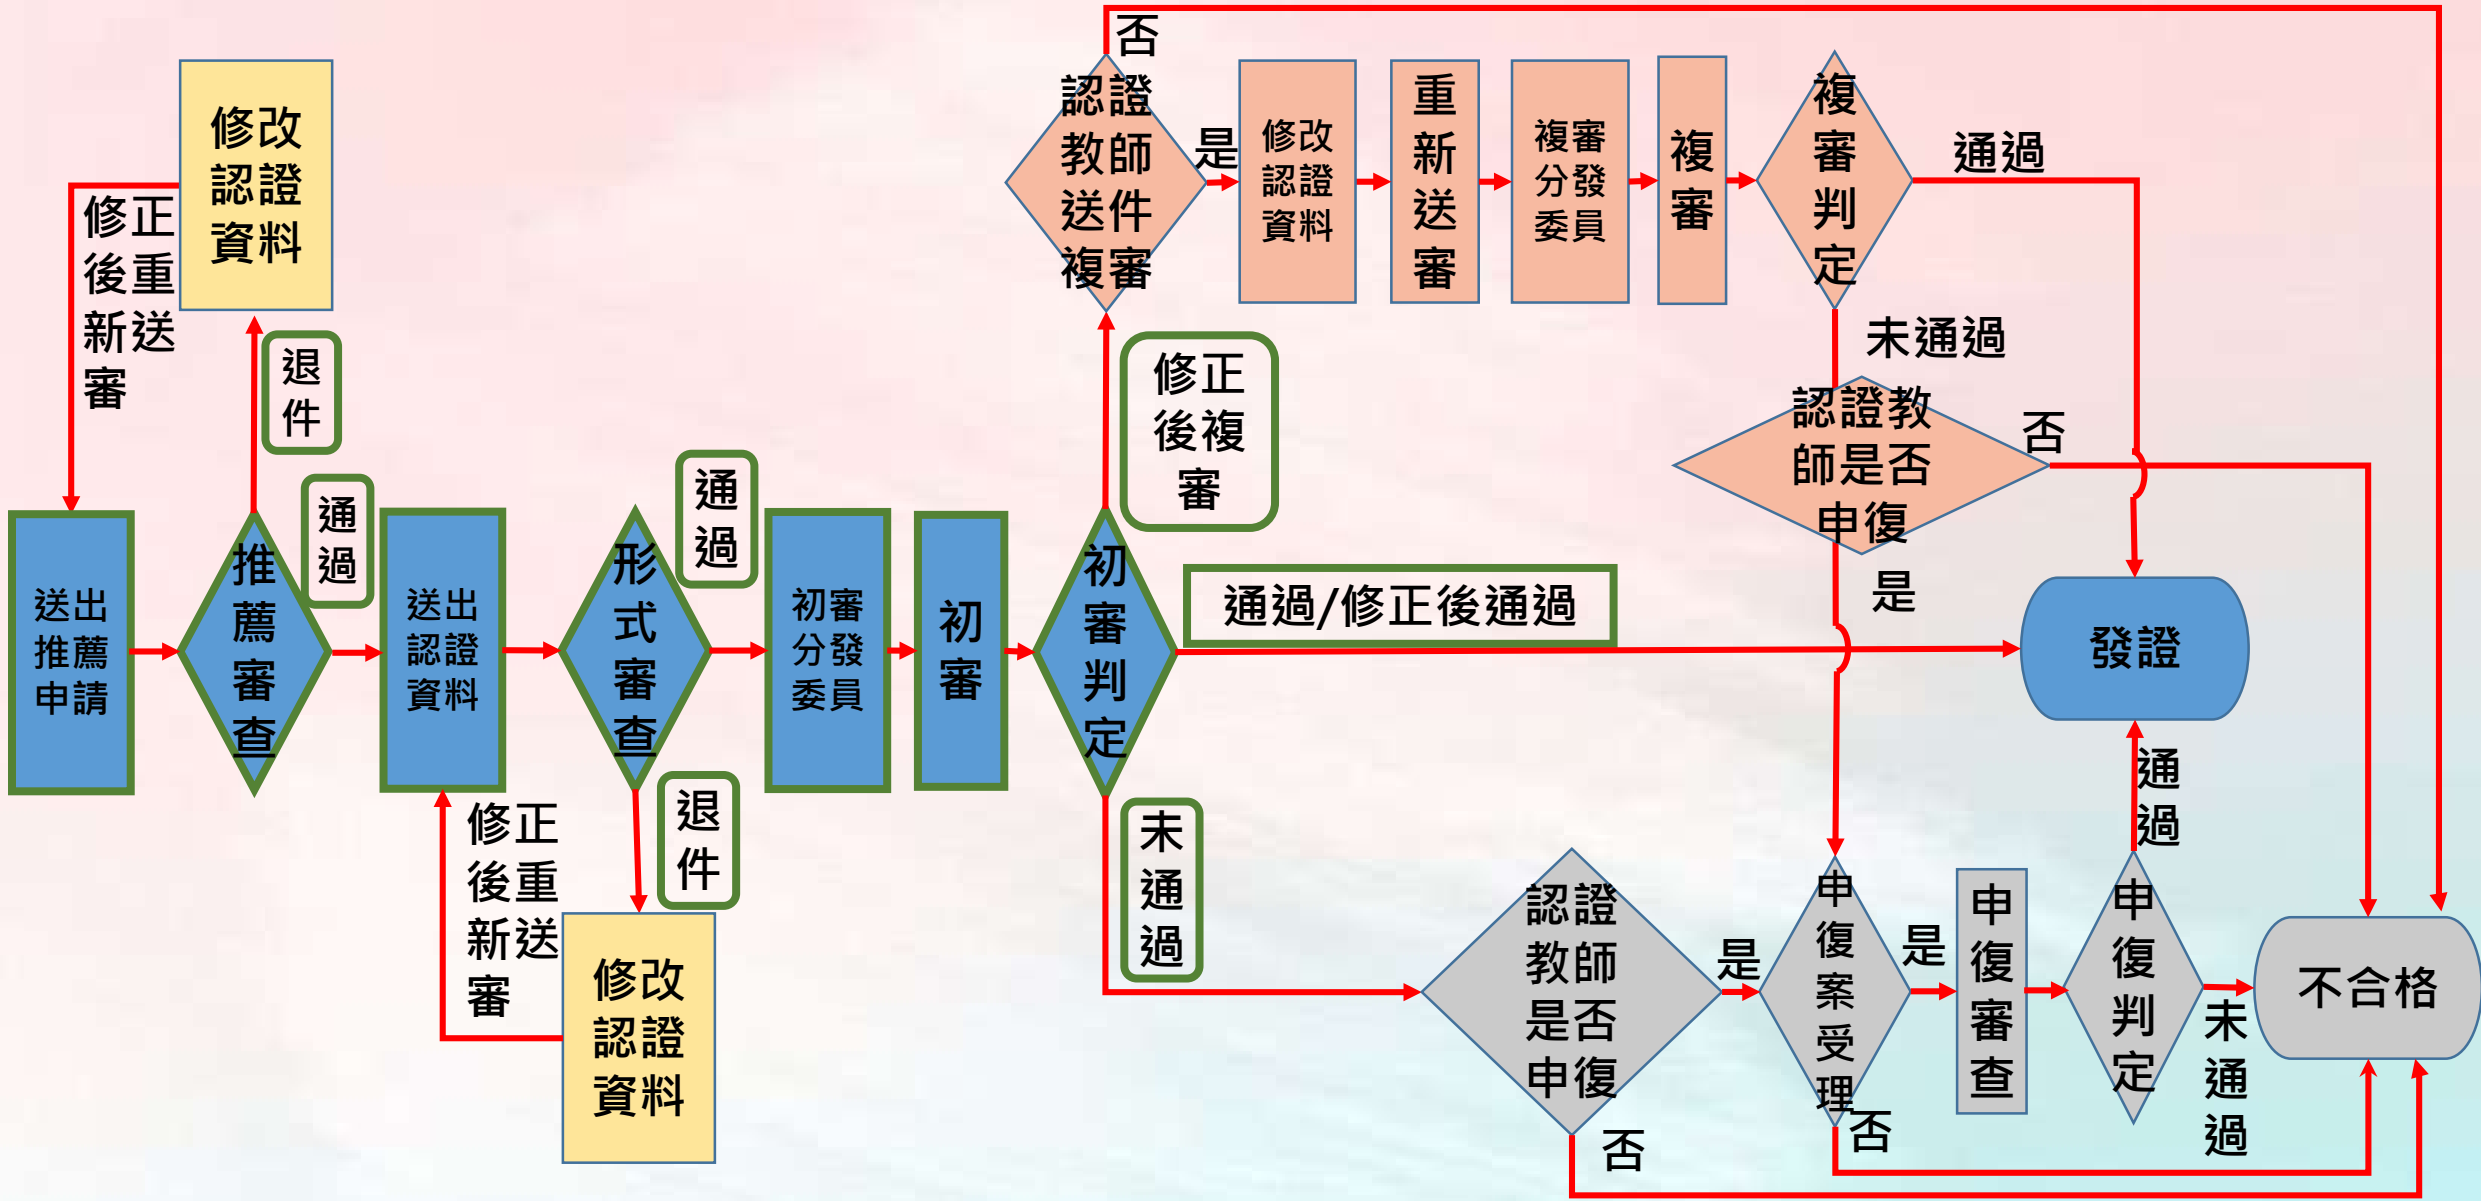 否
修改
認證
資料
認證
教師
送件
複審
是
修改
認證
資料
重
新
送
審
複審
分發
委員
複
審
複
審
判
定
通過
修正
後重
新送
審
退
件
修正
後複
審
未通過
認證教
師是否
申復
否
是
通
過
通
過
送出
推薦
申請
推
薦
審
查
送出
認證
資料
形
式
審
查
初審
分發
委員
初
審
初
審
判
定
通過/修正後通過
發證
修正
後重
新送
審
退
件
修改
認證
資料
未
通
過
認證
教師
是否
申復
是
否
申
復
案
受
理
是
否
申
復
審
查
申
復
判
定
通
過
未
通
過
不合格